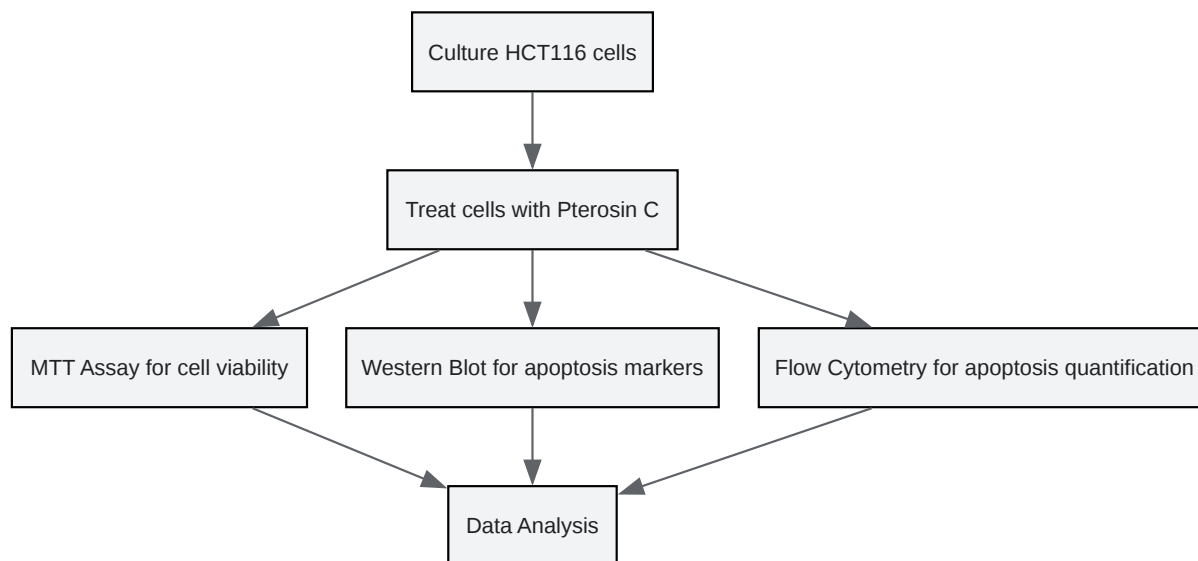 Culture HCT116 cells
Treat cells with Pterosin C
MTT Assay for cell viability
Western Blot for apoptosis markers
Flow Cytometry for apoptosis quantification
Data Analysis